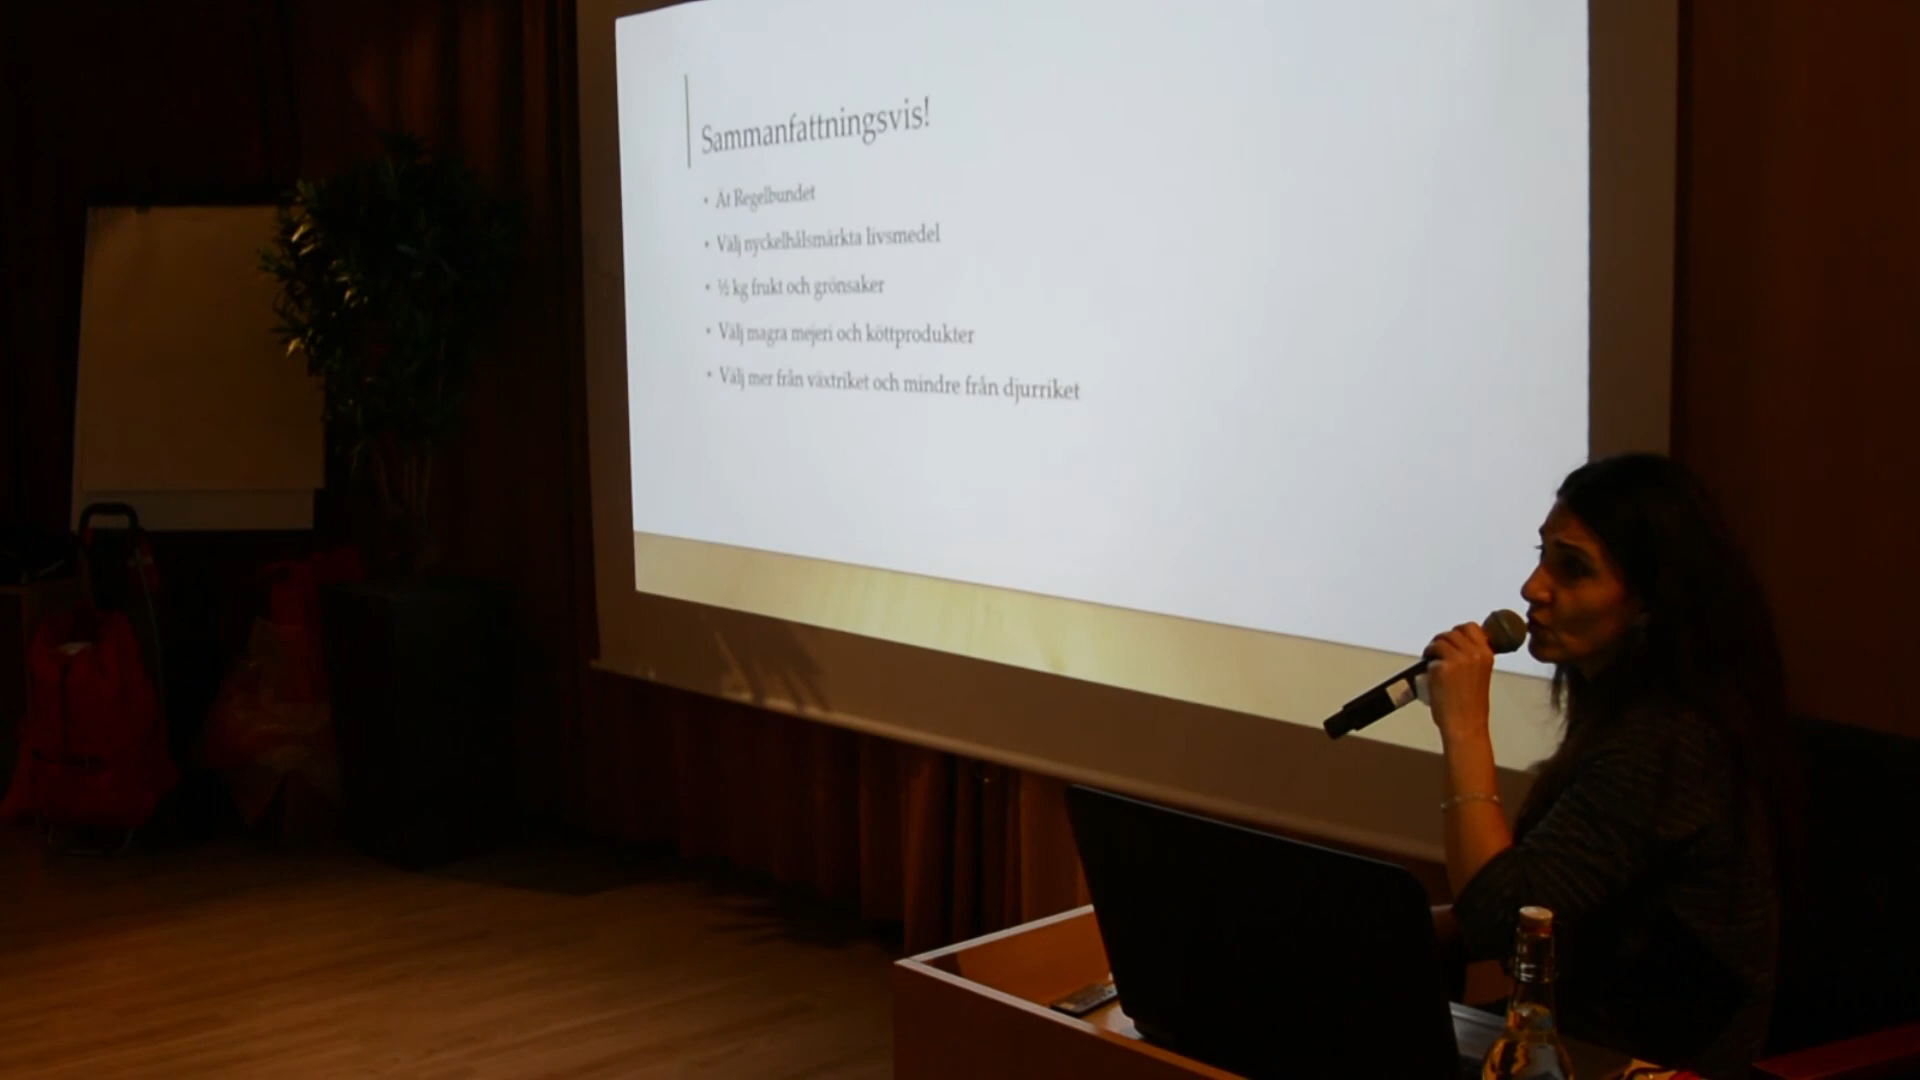 Sammanfattningsvis!
• Ät Regelbundet
• Välj nyckelhålsmärkta livsmedel
• ½ kg frukt och grönsaker
• Välj magra mejeri och köttprodukter
• Välj mer från växtriket och mindre från djurriket